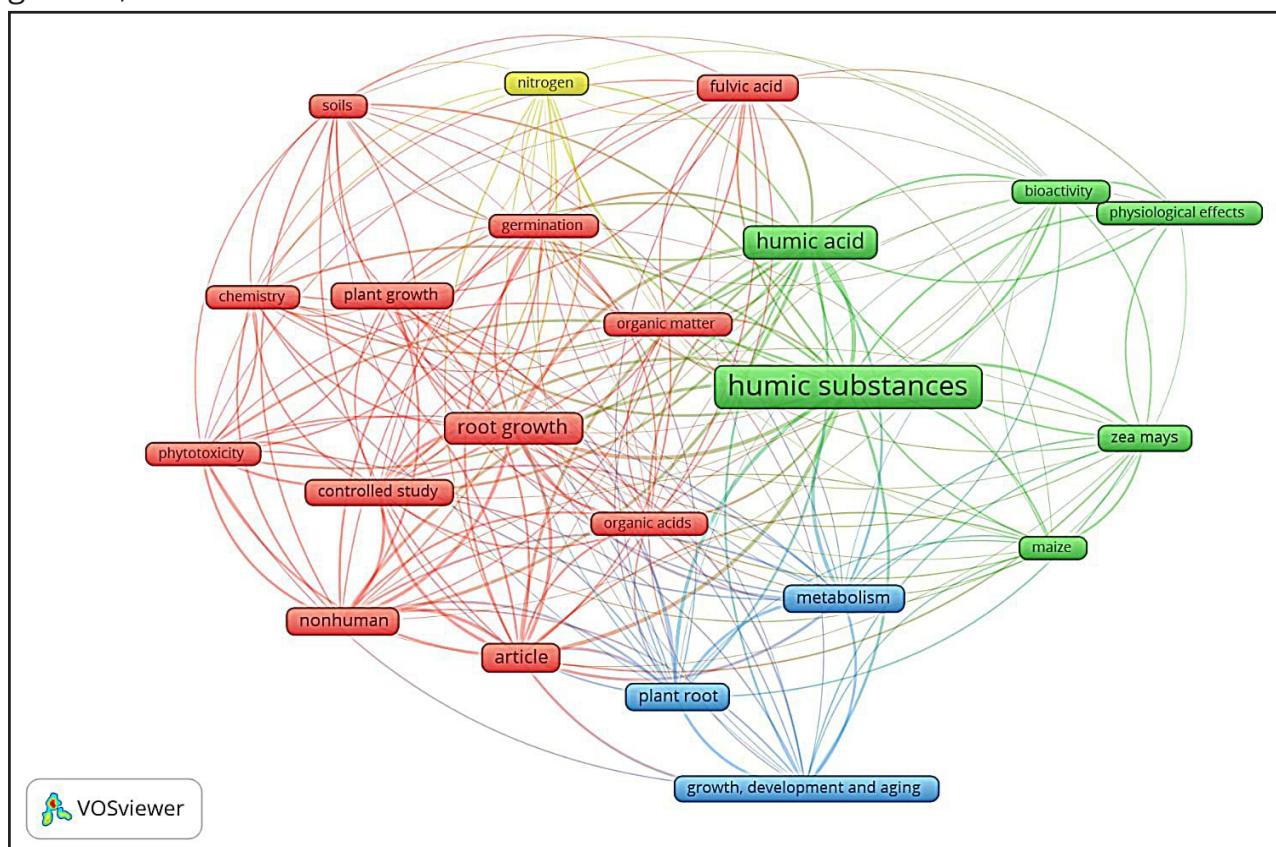 nitrogen
fulvic acid
soils
bioactivity
physiological effects
germination
humic acid
chemistry
plant growth
organic matter
humic substances
root growth
zea mays
phytotoxicity
controlled study
organic acids
maize
metabolism
nonhuman
article
plant root
growth, development and aging
VOSviewer